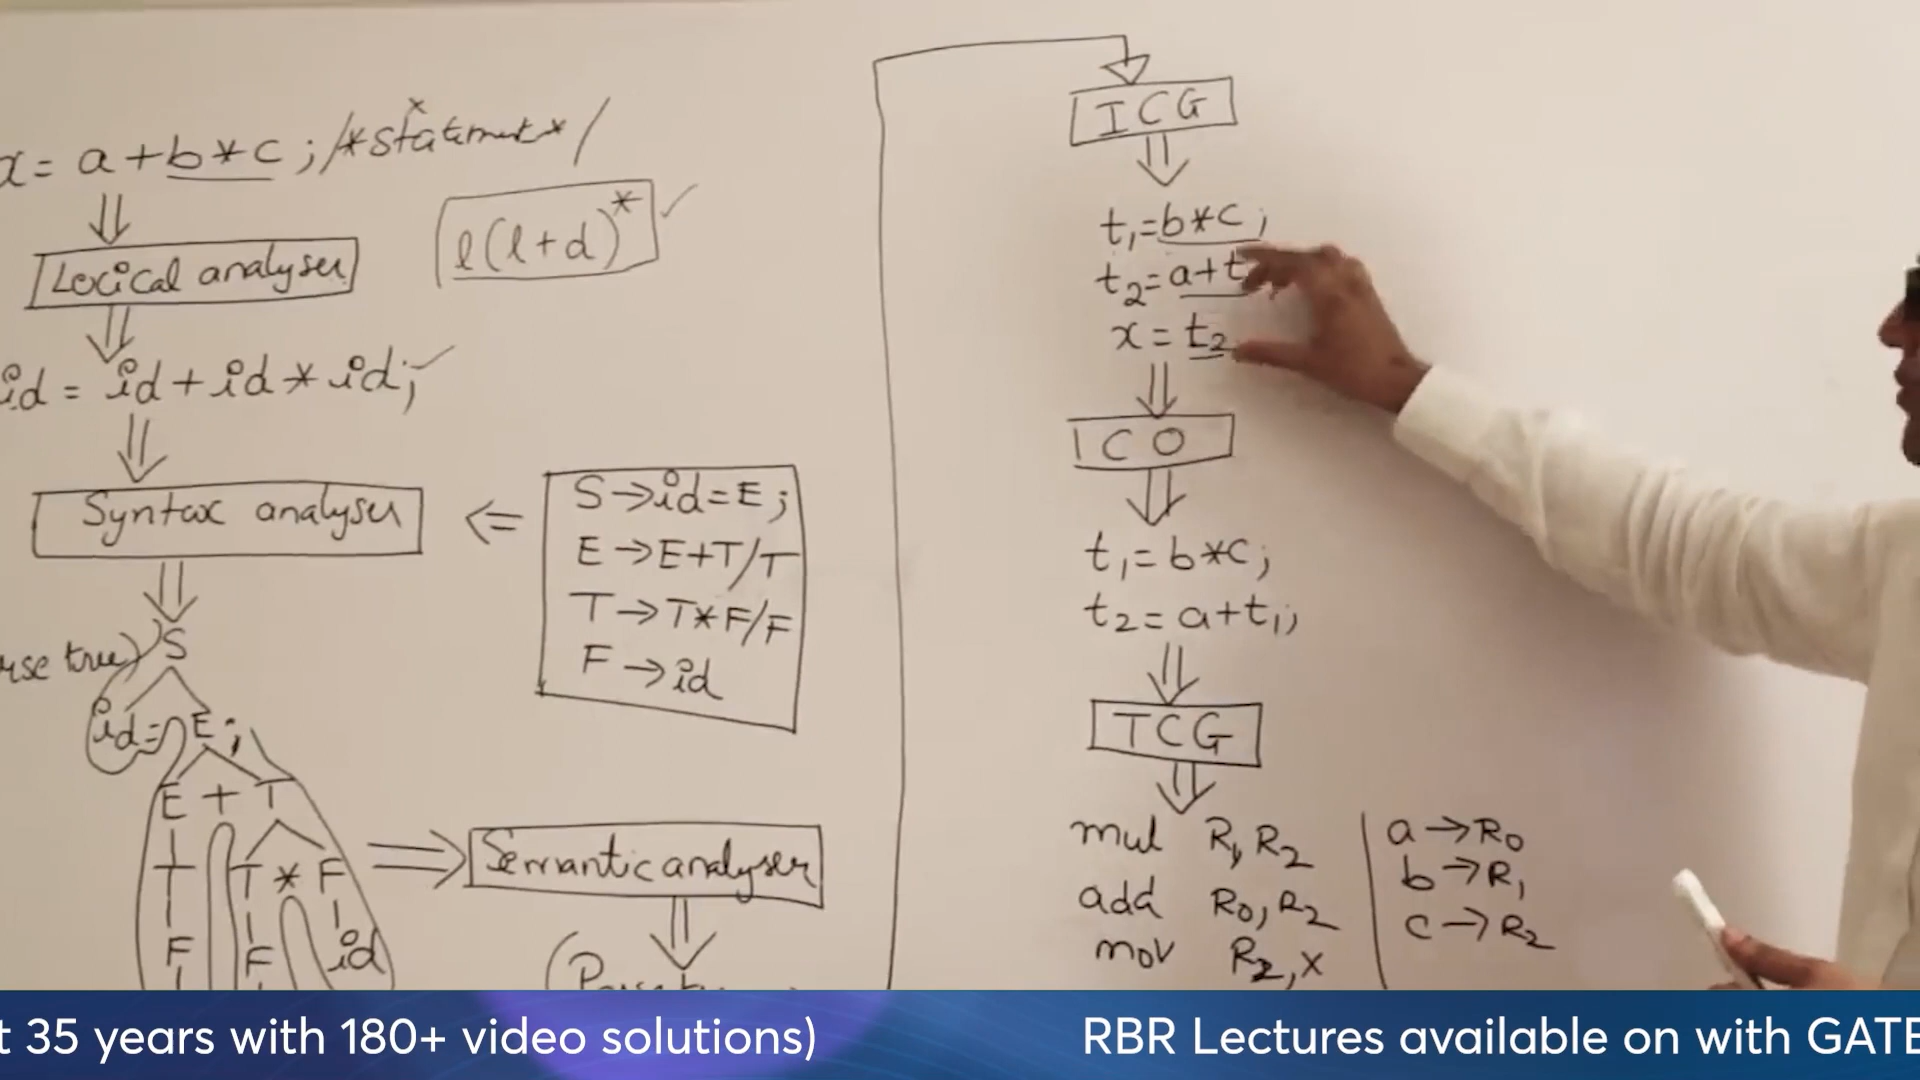 x = a + b * c ; /* statement */
l(l+d)*
Lexical analyser
id = id + id * id;
Syntax analyser
S → id = E ;
E → E+T/T
T → T*F/F
F → id
tree) S
id = E ;
E + T
T T * F
F F id
Semantic analyser
ICG
t1 = b*c ;
t2 = a+t
x = t2
CO
t1 = b*c;
t2 = a+t1;
TCG
mul R1, R2
add R0, R2
mov R2, x
a → R0
b → R1
c → R2
35 years with 180+ video solutions)
RBR Lectures available on with GATE